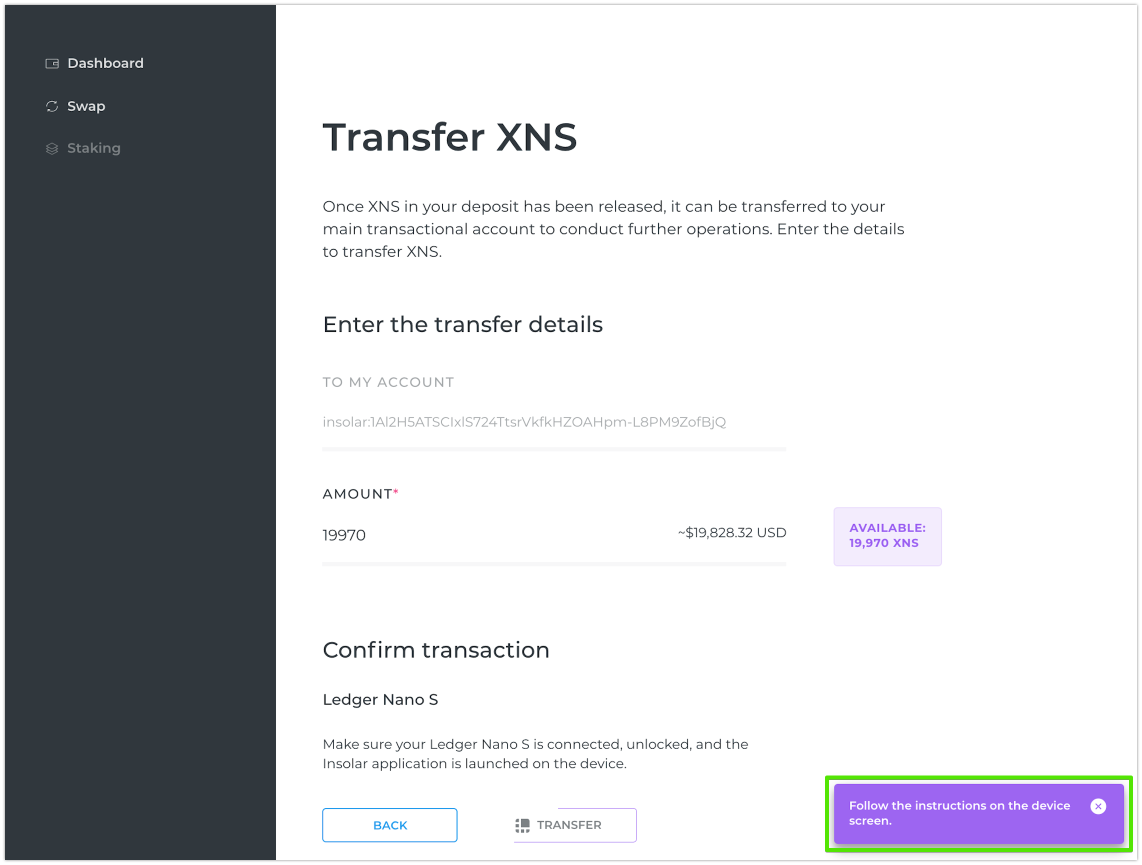 Dashboard
Swap
Staking
Transfer XNS
Once XNS in your deposit has been released, it can be transferred to your
main transactional account to conduct further operations. Enter the details
to transfer XNS.
Enter the transfer details
TO MY ACCOUNT
insolar:1Al2H5ATSCIxlS724TtsrVkfkHZOAHpm-L8PM9ZofBjQ
AMOUNT*
19970
~$19,828.32 USD
AVAILABLE:
19,970 XNS
Confirm transaction
Ledger Nano S
Make sure your Ledger Nano S is connected, unlocked, and the
Insolar application is launched on the device.
BACK
TRANSFER
Follow the instructions on the device
screen.